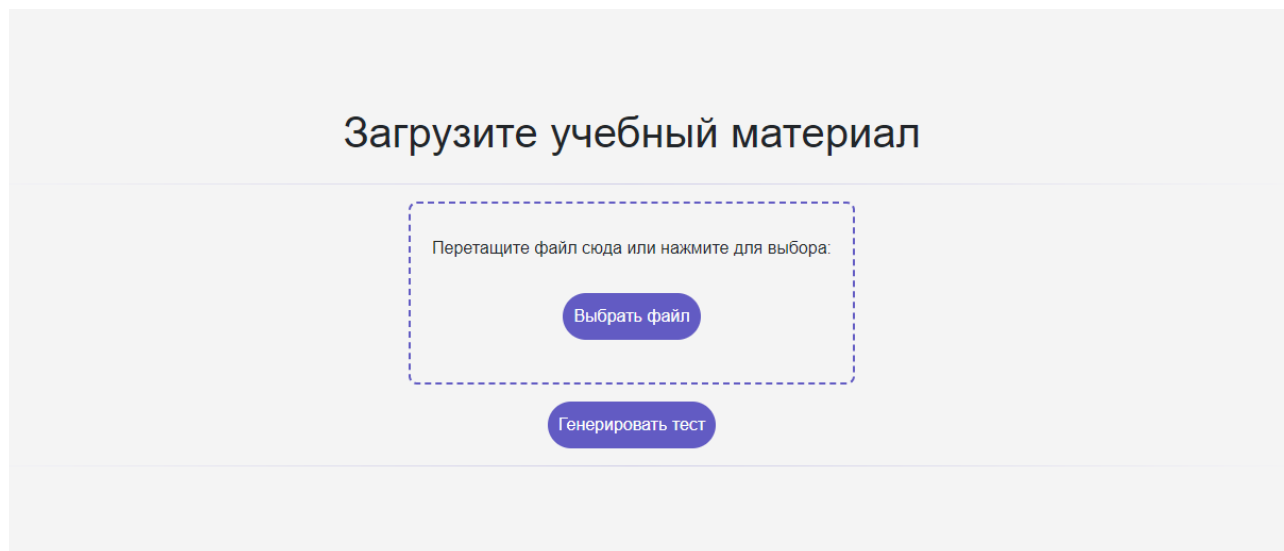 Загрузите учебный материал
Перетащите файл сюда или нажмите для выбора:
Выбрать файл
Генерировать тест